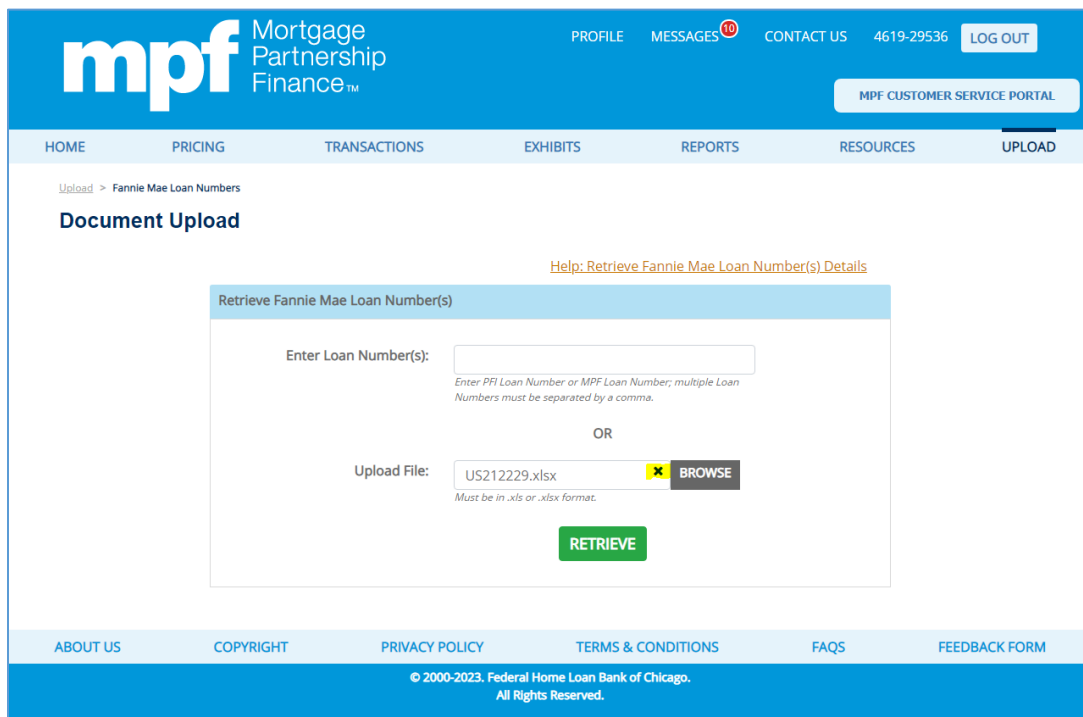 mpf Mortgage
Partnership
Finance™
PROFILE MESSAGES 10 CONTACT US 4619-29536 LOG OUT
MPF CUSTOMER SERVICE PORTAL
HOME PRICING TRANSACTIONS EXHIBITS REPORTS RESOURCES UPLOAD
Upload > Fannie Mae Loan Numbers
Document Upload
Help: Retrieve Fannie Mae Loan Number(s) Details
Retrieve Fannie Mae Loan Number(s)
Enter Loan Number(s):
Enter PFI Loan Number or MPF Loan Number; multiple Loan
Numbers must be separated by a comma.
OR
Upload File: US212229.xlsx × BROWSE
Must be in .xls or .xlsx format.
RETRIEVE
ABOUT US COPYRIGHT PRIVACY POLICY TERMS & CONDITIONS FAQS FEEDBACK FORM
© 2000-2023. Federal Home Loan Bank of Chicago.
All Rights Reserved.